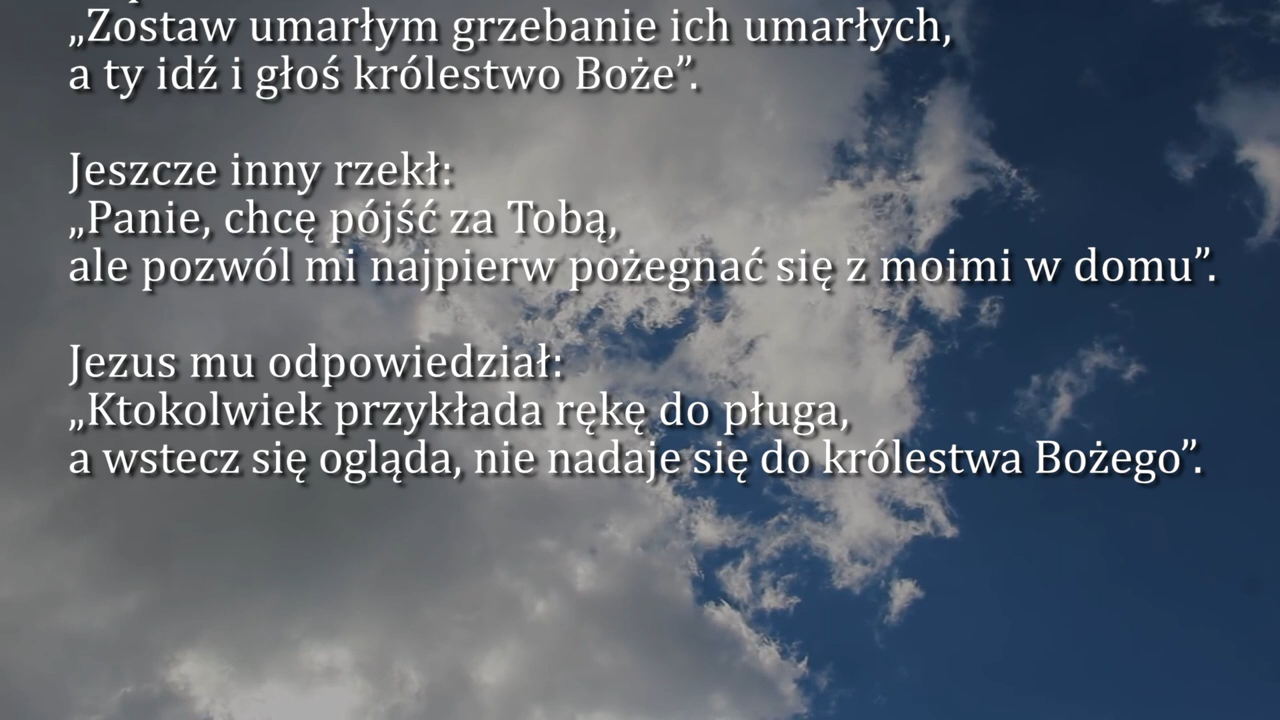 „Zostaw umarłym grzebanie ich umarłych,
a ty idź i głoś królestwo Boże”.
Jeszcze inny rzekł:
„Panie, chcę pójść za Tobą,
ale pozwól mi najpierw pożegnać się z moimi w domu”.
Jezus mu odpowiedział:
„Ktokolwiek przykłada rękę do pługa,
a wstecz się ogląda, nie nadaje się do królestwa Bożego”.